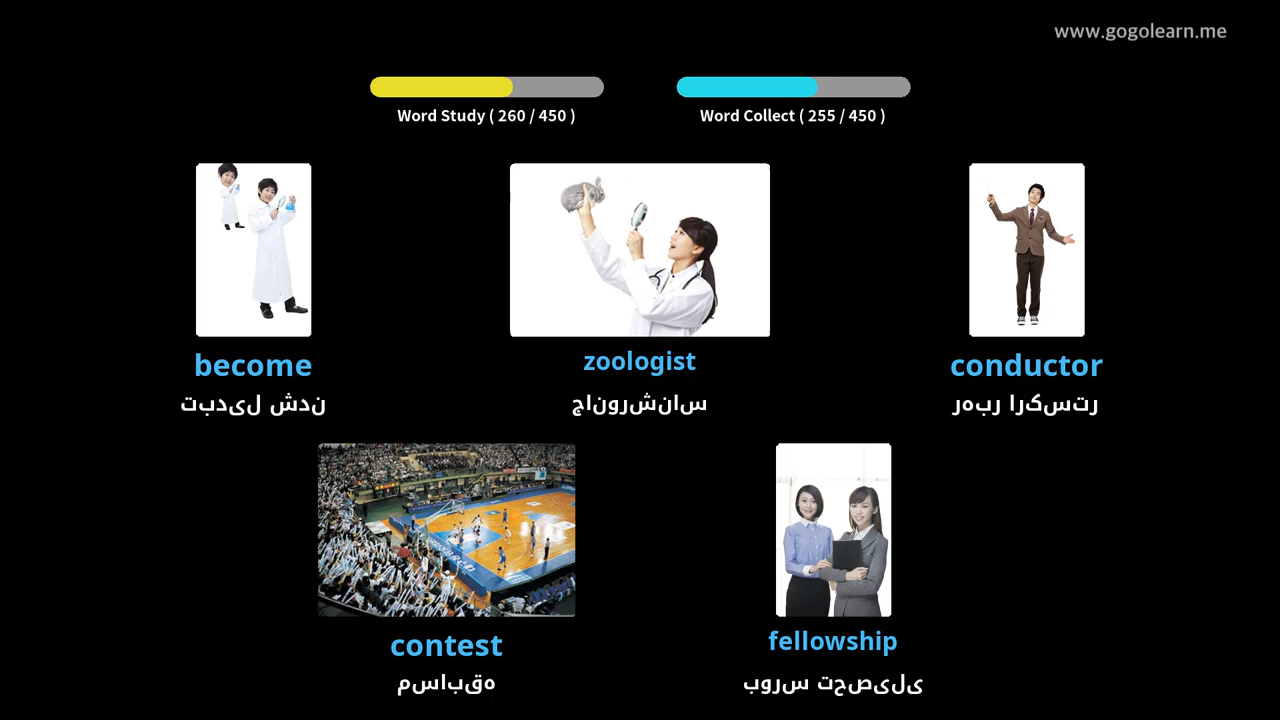 www.gogolearn.me
Word Study ( 260 / 450 )
Word Collect ( 255 / 450 )
become
zoologist
conductor
تبدیل شدن
جانورشناس
رهبر ارکستر
contest
fellowship
مسابقه
بورس تحصیلی